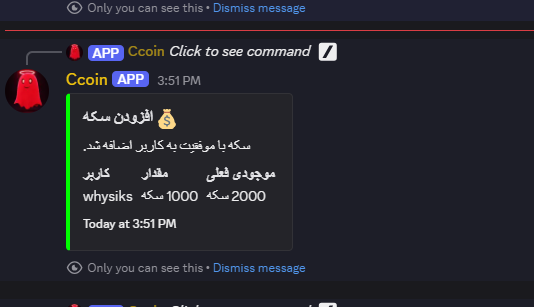 Only you can see this • Dismiss message
APP Ccoin Click to see command
Ccoin APP 3:51 PM
افزودن سکه 💰
سکه با موفقیت به کاربر اضافه شد.
کاربر مقدار موجودی فعلی
whysiks 1000 سکه 2000 سکه
Today at 3:51 PM
Only you can see this • Dismiss message